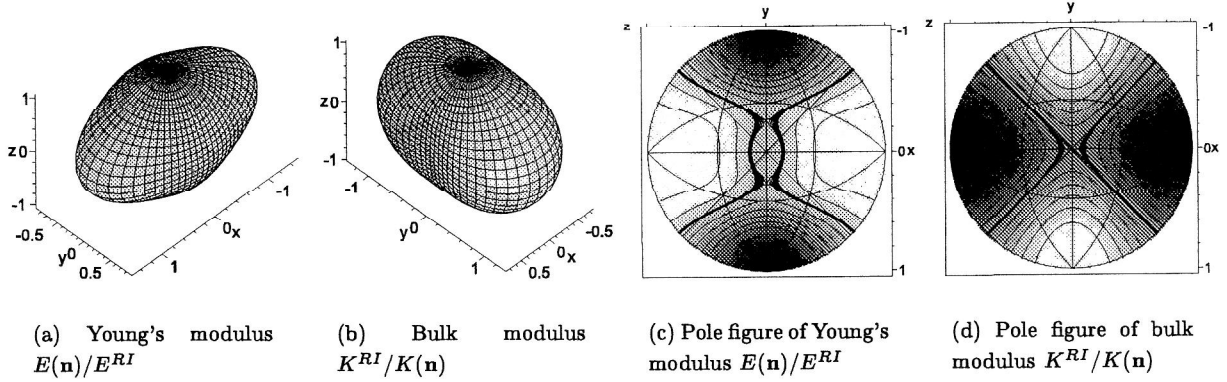 1
z0
-1
-0.5
y0
0.5
1
0x
-1
1
z0
-1
-1
y0
1
0.5
0x
-0.5
y
z
-1
0x
1
y
z
-1
0x
1
(a) Young's modulus
E(n)/E^{RI}
(b) Bulk modulus
K^{RI}/K(n)
(c) Pole figure of Young's
modulus E(n)/E^{RI}
(d) Pole figure of bulk
modulus K^{RI}/K(n)